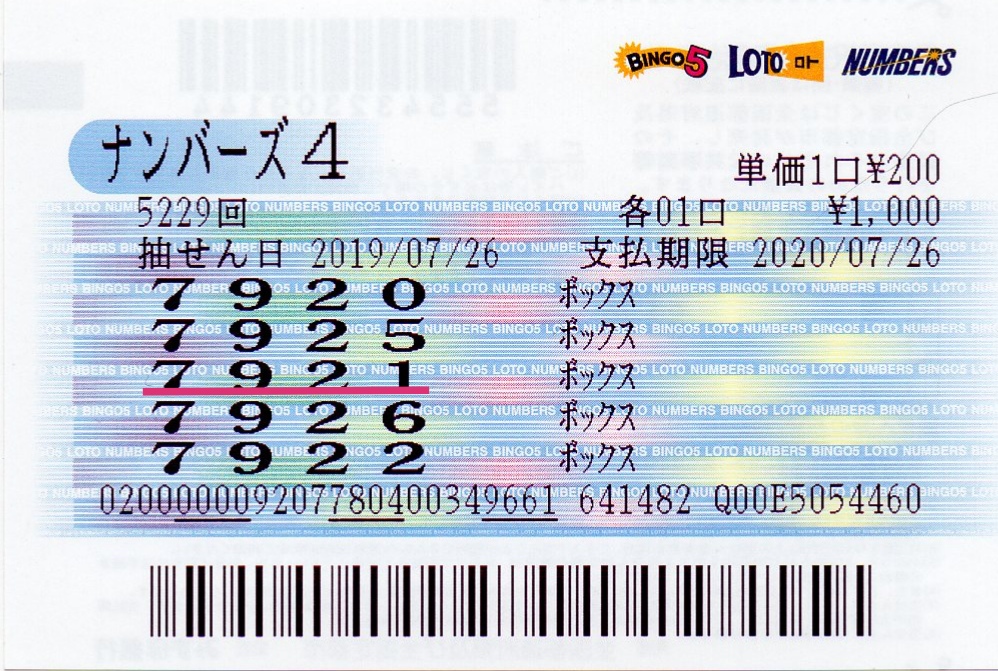 BINGO5 LOTO ロト NUMBERS
ナンバーズ4
単価1口¥200
5229回 各01口 ¥1,000
抽せん日 2019/07/26 支払期限 2020/07/26
7920 ボックス
7925 ボックス
7921 ボックス
7926 ボックス
7922 ボックス
020000009207780400349661 641482 Q00E5054460